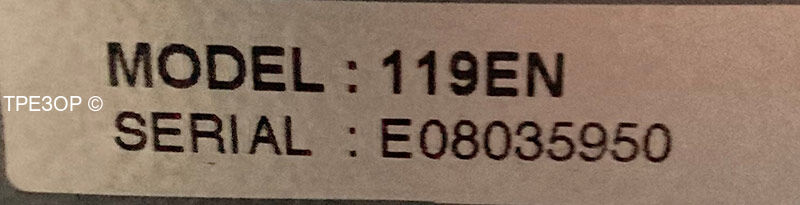 MODEL : 119EN
ТРЕЗОР ©
SERIAL : E08035950